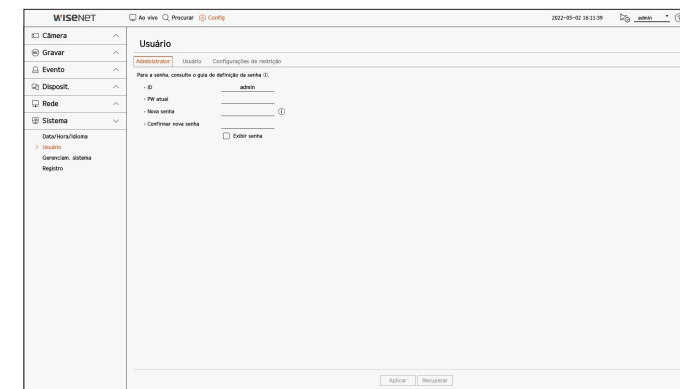 WISENET
Ao vivo Procurar Config 2022-05-02 16:11:39 admin
Câmera
Gravar
Evento
Disposit.
Rede
Sistema
Data/Hora/Idioma
Usuário
Gerenciam. sistema
Registro
Usuário
Administrator Usuário Configurações de restrição
Para a senha, consulte o guia de definição da senha ①.
· ID admin
· PW atual
· Nova senha
· Confirmar nova senha
Exibir senha
Aplicar Recuperar